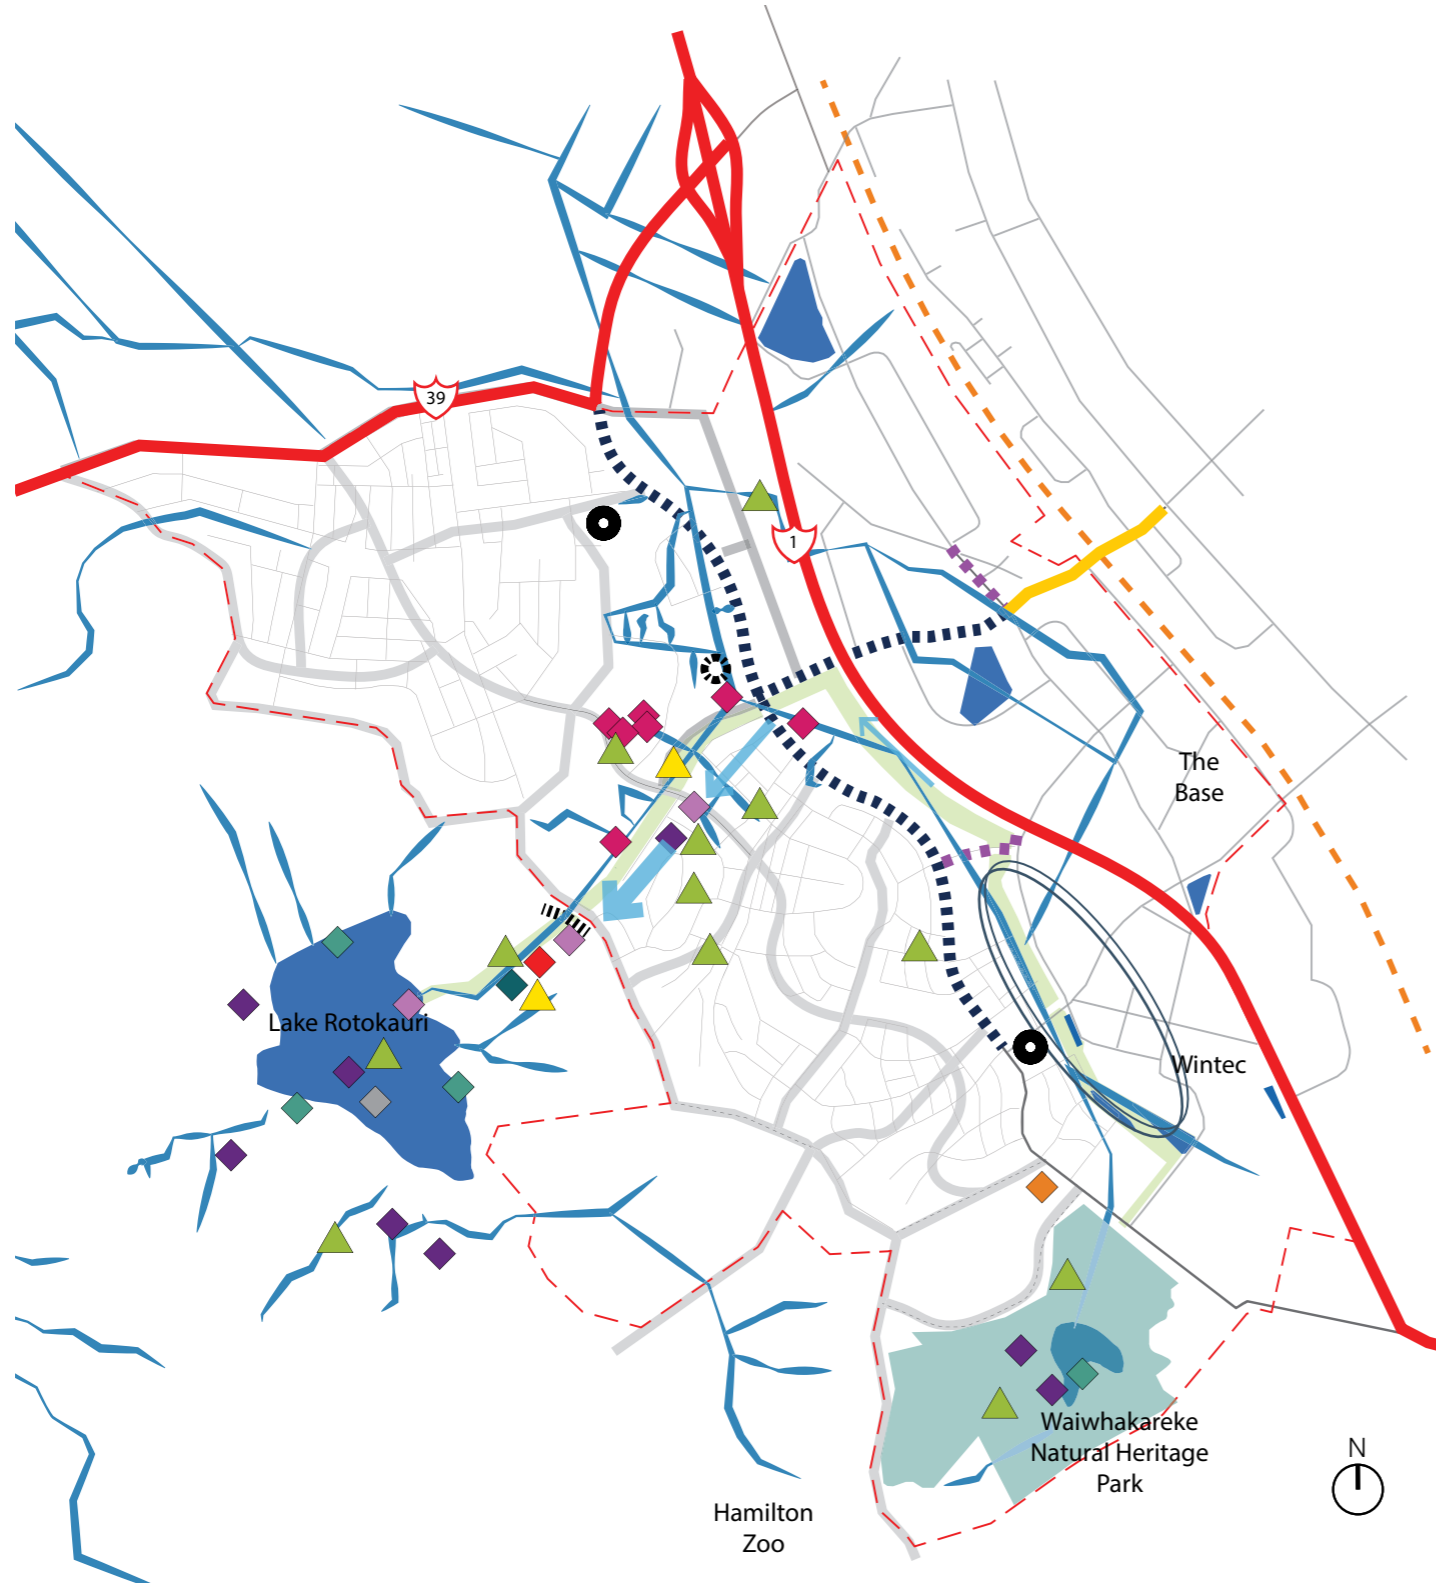 39
1
The
Base
Lake Rotokauri
Wintec
Waiwhakareke
Natural Heritage
Park
N
Hamilton
Zoo